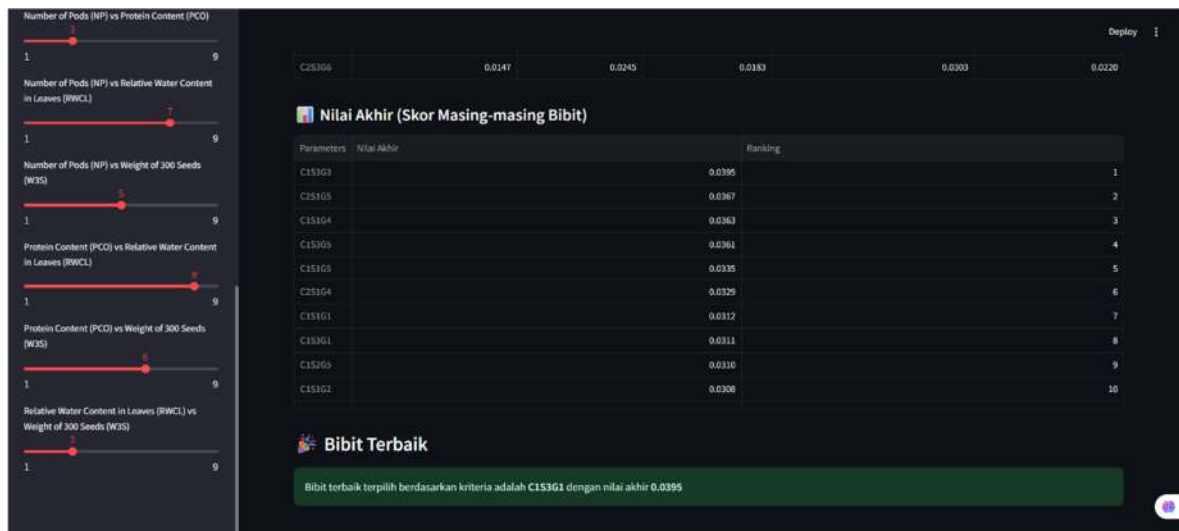 Number of Pods (NP) vs Protein Content (PCO)
3
1 9
Number of Pods (NP) vs Relative Water Content
in Leaves (RWCL)
7
1 9
Number of Pods (NP) vs Weight of 300 Seeds
(W3S)
5
1 9
Protein Content (PCO) vs Relative Water Content
in Leaves (RWCL)
8
1 9
Protein Content (PCO) vs Weight of 300 Seeds
(W3S)
6
1 9
Relative Water Content in Leaves (RWCL) vs
Weight of 300 Seeds (W3S)
3
1 9
Deploy
C2S3G6 0.0147 0.0245 0.0183 0.0303 0.0220
Nilai Akhir (Skor Masing-masing Bibit)
Parameters Nilai Akhir Ranking
C1S3G3 0.0395 1
C2S1G5 0.0367 2
C1S1G4 0.0363 3
C1S3G5 0.0361 4
C1S1G5 0.0335 5
C2S1G4 0.0329 6
C1S1G1 0.0312 7
C1S3G1 0.0311 8
C1S2G5 0.0310 9
C1S1G2 0.0308 10
Bibit Terbaik
Bibit terbaik terpilih berdasarkan kriteria adalah C1S3G1 dengan nilai akhir 0.0395